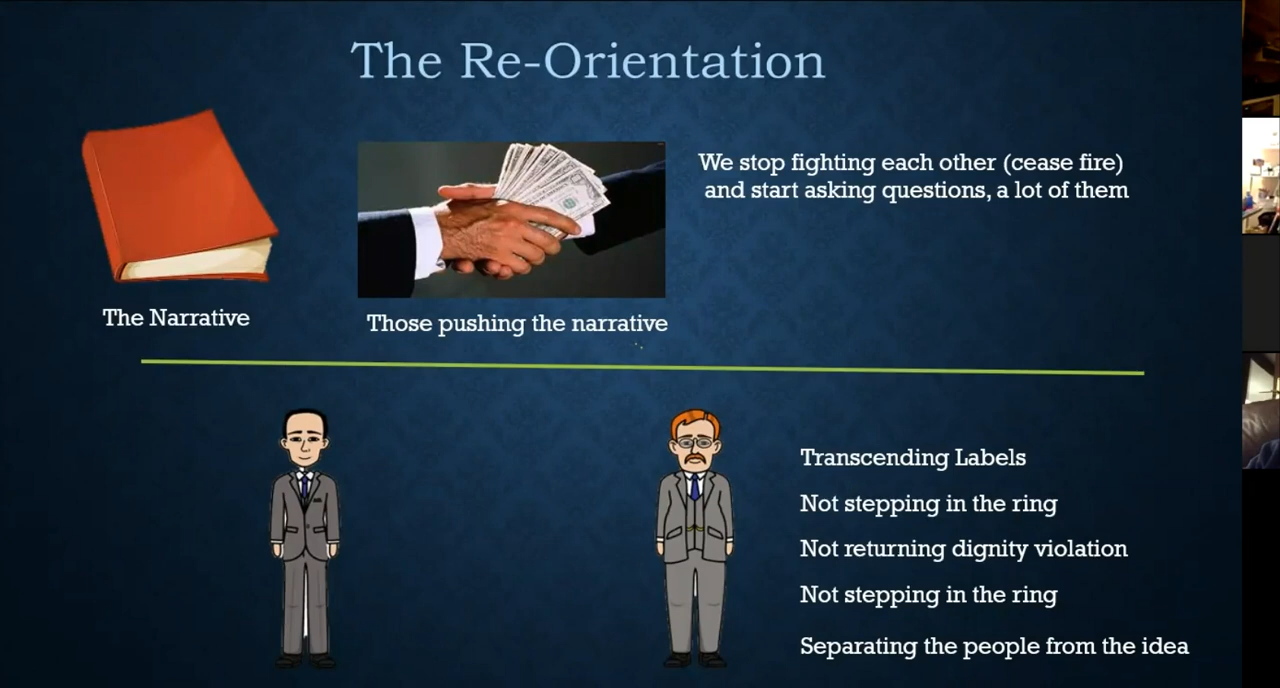 The Re-Orientation
We stop fighting each other (cease fire)
and start asking questions, a lot of them
The Narrative
Those pushing the narrative
Transcending Labels
Not stepping in the ring
Not returning dignity violation
Not stepping in the ring
Separating the people from the idea